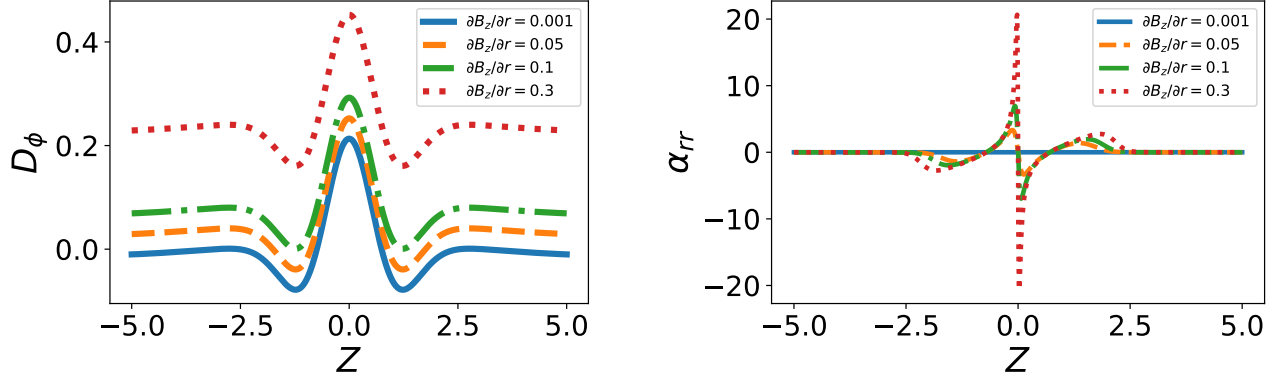 ∂B_z/∂r = 0.001
∂B_z/∂r = 0.05
∂B_z/∂r = 0.1
∂B_z/∂r = 0.3
0.4
0.2
0.0
D_ϕ
−5.0 −2.5 0.0 2.5 5.0
Z
∂B_z/∂r = 0.001
∂B_z/∂r = 0.05
∂B_z/∂r = 0.1
∂B_z/∂r = 0.3
20
10
0
−10
−20
α_rr
−5.0 −2.5 0.0 2.5 5.0
Z